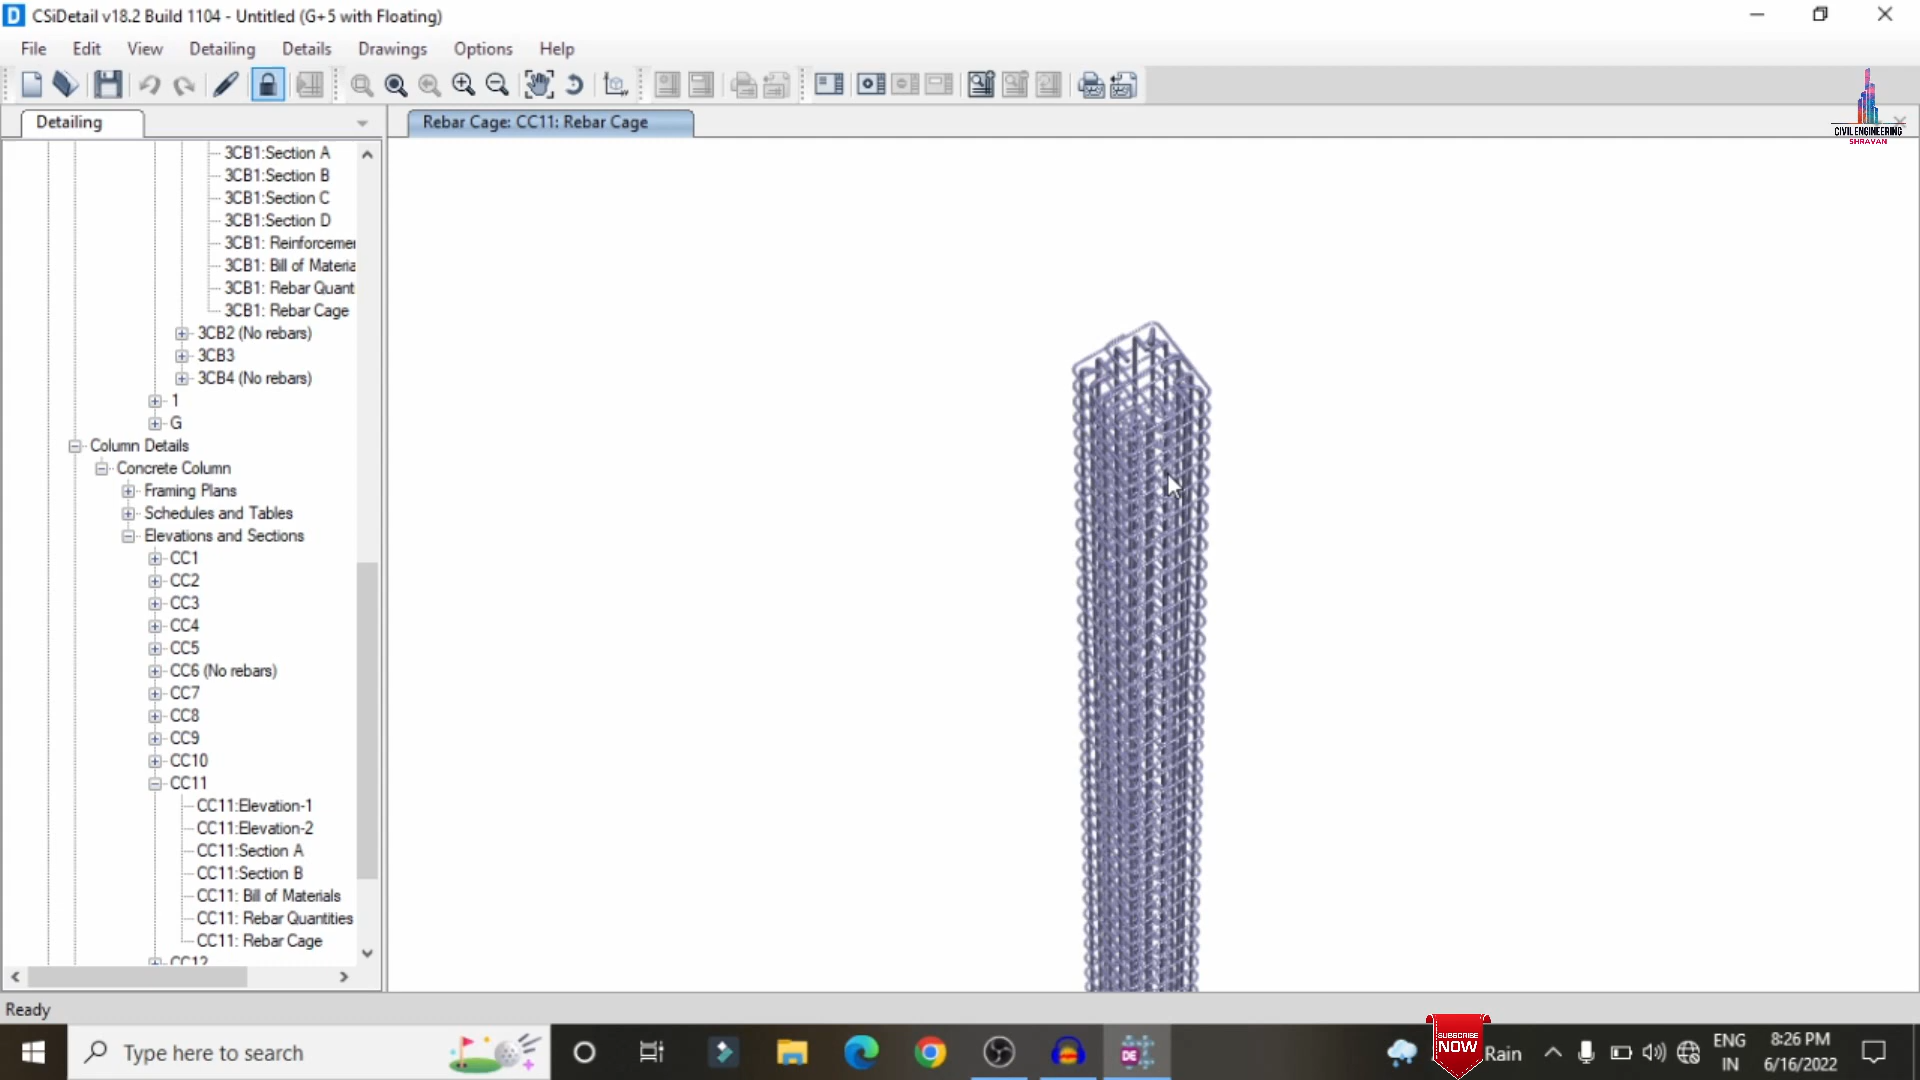 CSiDetail v18.2 Build 1104 - Untitled (G+5 with Floating)
File Edit View Detailing Details Drawings Options Help
CIVIL ENGINEERING
SHRAVAN
Detailing
Rebar Cage: CC11: Rebar Cage
3CB1:Section A
3CB1:Section B
3CB1:Section C
3CB1:Section D
3CB1: Reinforcemer
3CB1: Bill of Materia
3CB1: Rebar Quant
3CB1: Rebar Cage
3CB2 (No rebars)
3CB3
3CB4 (No rebars)
1
G
Column Details
Concrete Column
Framing Plans
Schedules and Tables
Elevations and Sections
CC1
CC2
CC3
CC4
CC5
CC6 (No rebars)
CC7
CC8
CC9
CC10
CC11
CC11:Elevation-1
CC11:Elevation-2
CC11:Section A
CC11:Section B
CC11: Bill of Materials
CC11: Rebar Quantities
CC11: Rebar Cage
CC12
Ready
Type here to search
DE
SUBSCRIBE
NOW
Rain
ENG
IN
8:26 PM
6/16/2022